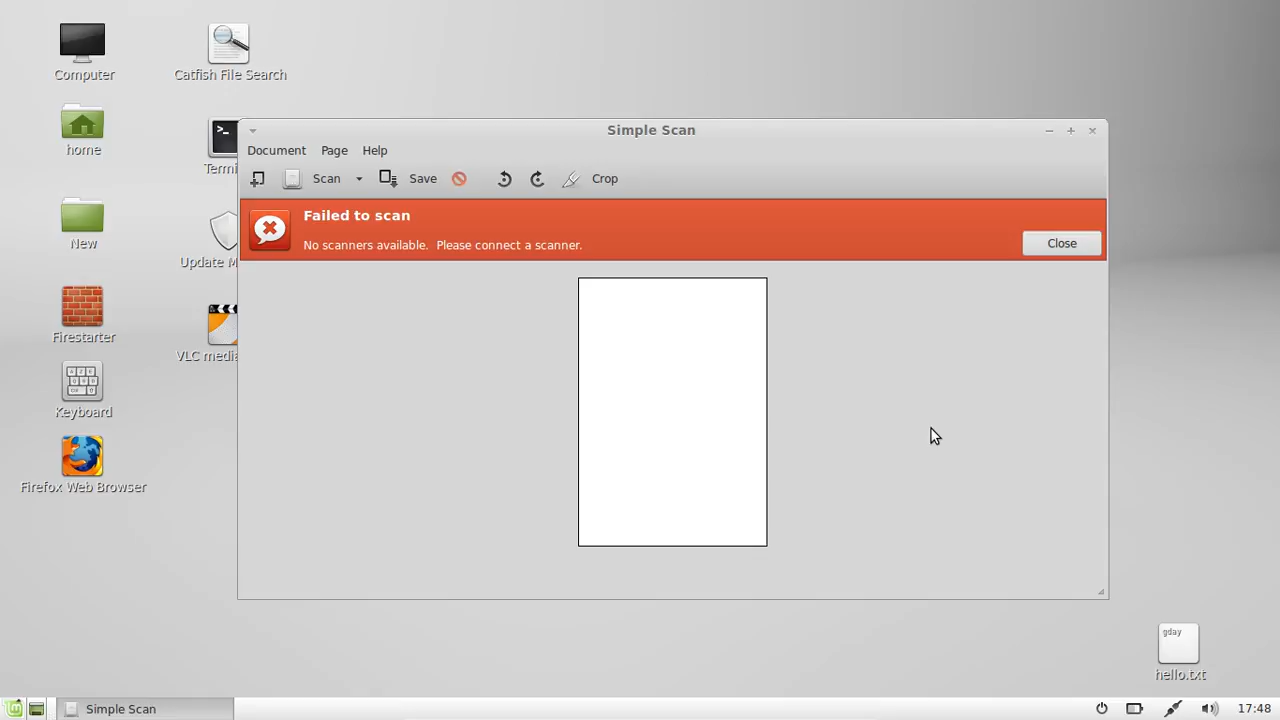 Computer
Catfish File Search
home
Termi
New
Update M
Firestarter
VLC medi
Keyboard
Firefox Web Browser
Simple Scan
Document Page Help
Scan Save Crop
Failed to scan
No scanners available.  Please connect a scanner.
Close
gday
hello.txt
Simple Scan
17:48